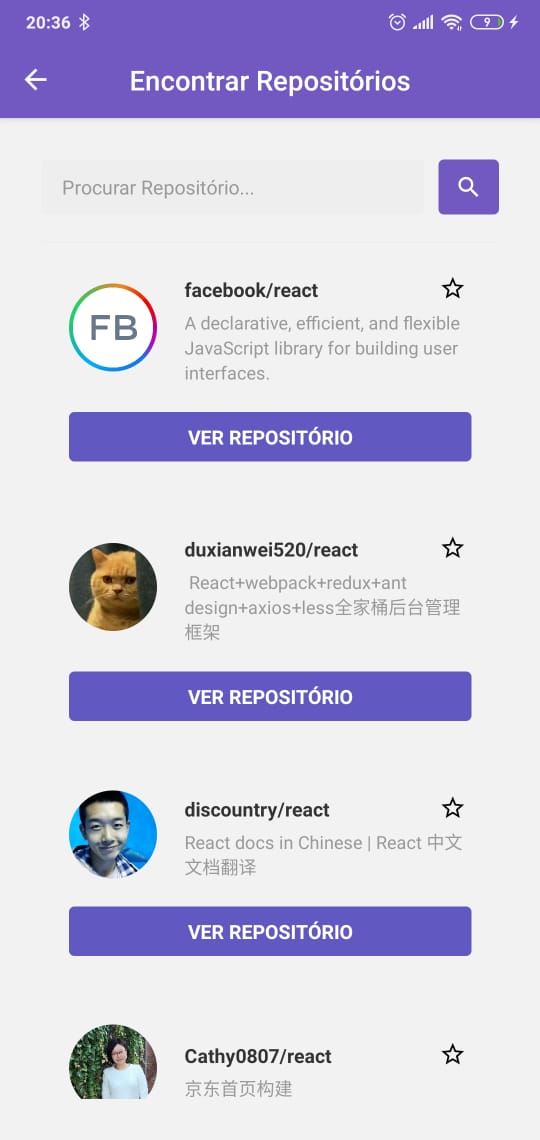 20:36 9
Encontrar Repositórios
Procurar Repositório...
facebook/react
FB
A declarative, efficient, and flexible
JavaScript library for building user
interfaces.
VER REPOSITÓRIO
duxianwei520/react
React+webpack+redux+ant
design+axios+less全家桶后台管理
框架
VER REPOSITÓRIO
discountry/react
React docs in Chinese | React 中文
文档翻译
VER REPOSITÓRIO
Cathy0807/react
京东首页构建